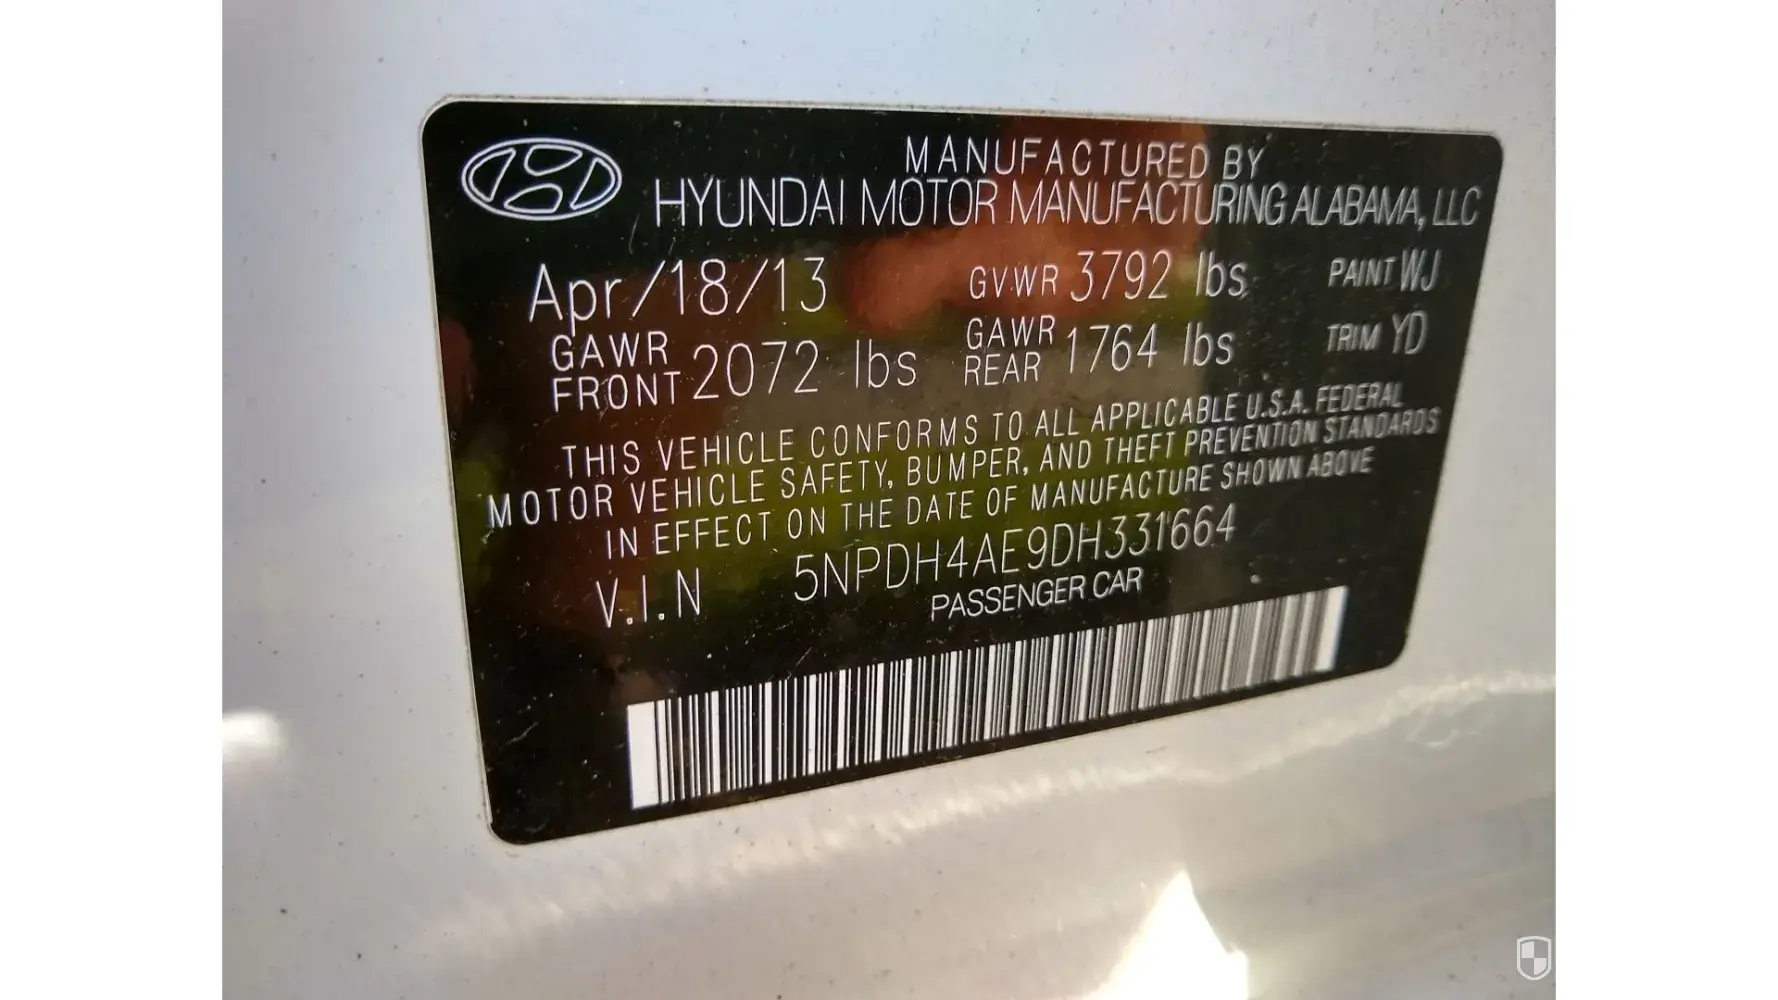 MANUFACTURED BY
HYUNDAI MOTOR MANUFACTURING ALABAMA, LLC
Apr/18/13 GVWR 3792 lbs PAINT WJ
GAWR FRONT 2072 lbs GAWR REAR 1764 lbs TRIM YD
THIS VEHICLE CONFORMS TO ALL APPLICABLE U.S.A. FEDERAL
MOTOR VEHICLE SAFETY, BUMPER, AND THEFT PREVENTION STANDARDS
IN EFFECT ON THE DATE OF MANUFACTURE SHOWN ABOVE
V.I.N 5NPDH4AE9DH331664
PASSENGER CAR